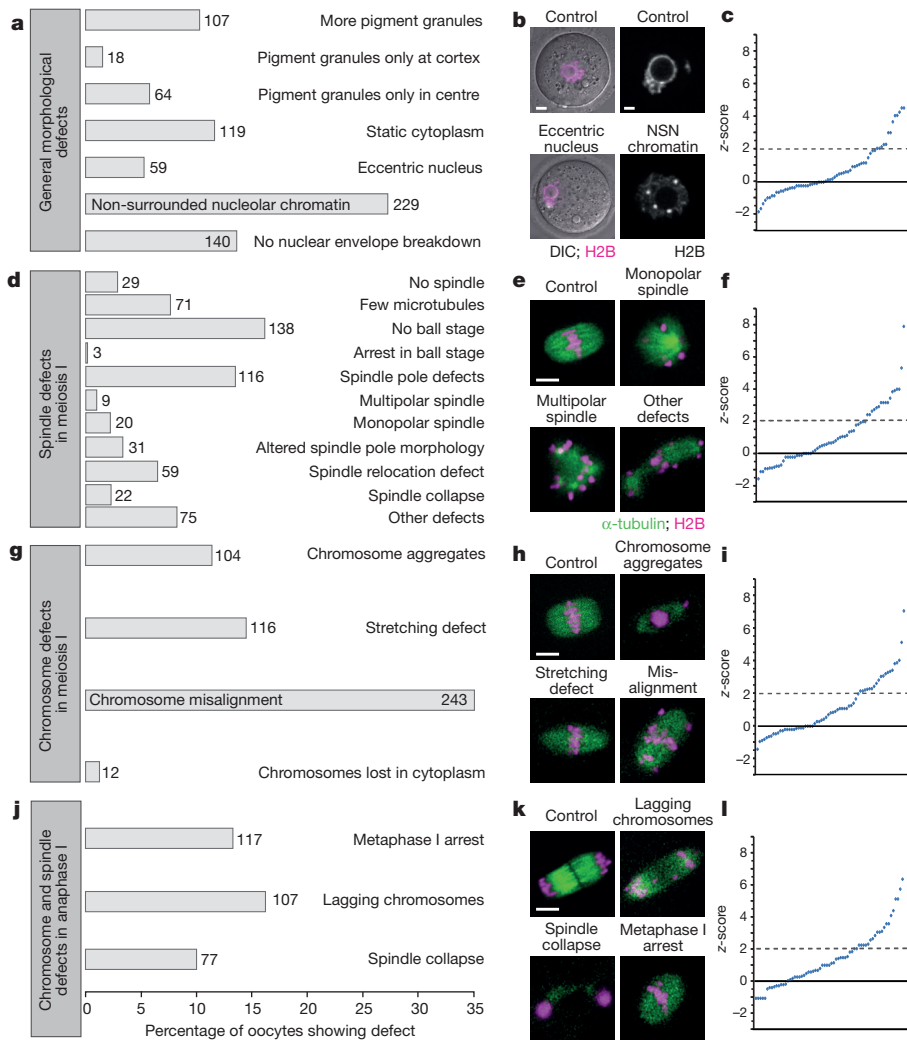 a
General morphological
defects
107
More pigment granules
18
Pigment granules only at cortex
64
Pigment granules only in centre
119
Static cytoplasm
59
Eccentric nucleus
Non-surrounded nucleolar chromatin
229
140
No nuclear envelope breakdown
b
Control
Control
Eccentric
nucleus
NSN
chromatin
DIC; H2B
H2B
c
z-score
8
6
4
2
0
−2
d
Spindle defects
in meiosis I
29
No spindle
71
Few microtubules
138
No ball stage
3
Arrest in ball stage
116
Spindle pole defects
9
Multipolar spindle
20
Monopolar spindle
31
Altered spindle pole morphology
59
Spindle relocation defect
22
Spindle collapse
75
Other defects
e
Control
Monopolar
spindle
Multipolar
spindle
Other
defects
α-tubulin; H2B
f
z-score
8
6
4
2
0
−2
g
Chromosome defects
in meiosis I
104
Chromosome aggregates
116
Stretching defect
Chromosome misalignment
243
12
Chromosomes lost in cytoplasm
h
Control
Chromosome
aggregates
Stretching
defect
Mis-
alignment
i
z-score
8
6
4
2
0
−2
j
Chromosome and spindle
defects in anaphase I
117
Metaphase I arrest
107
Lagging chromosomes
77
Spindle collapse
0
5
10
15
20
25
30
35
Percentage of oocytes showing defect
k
Control
Lagging
chromosomes
Spindle
collapse
Metaphase I
arrest
l
z-score
8
6
4
2
0
−2